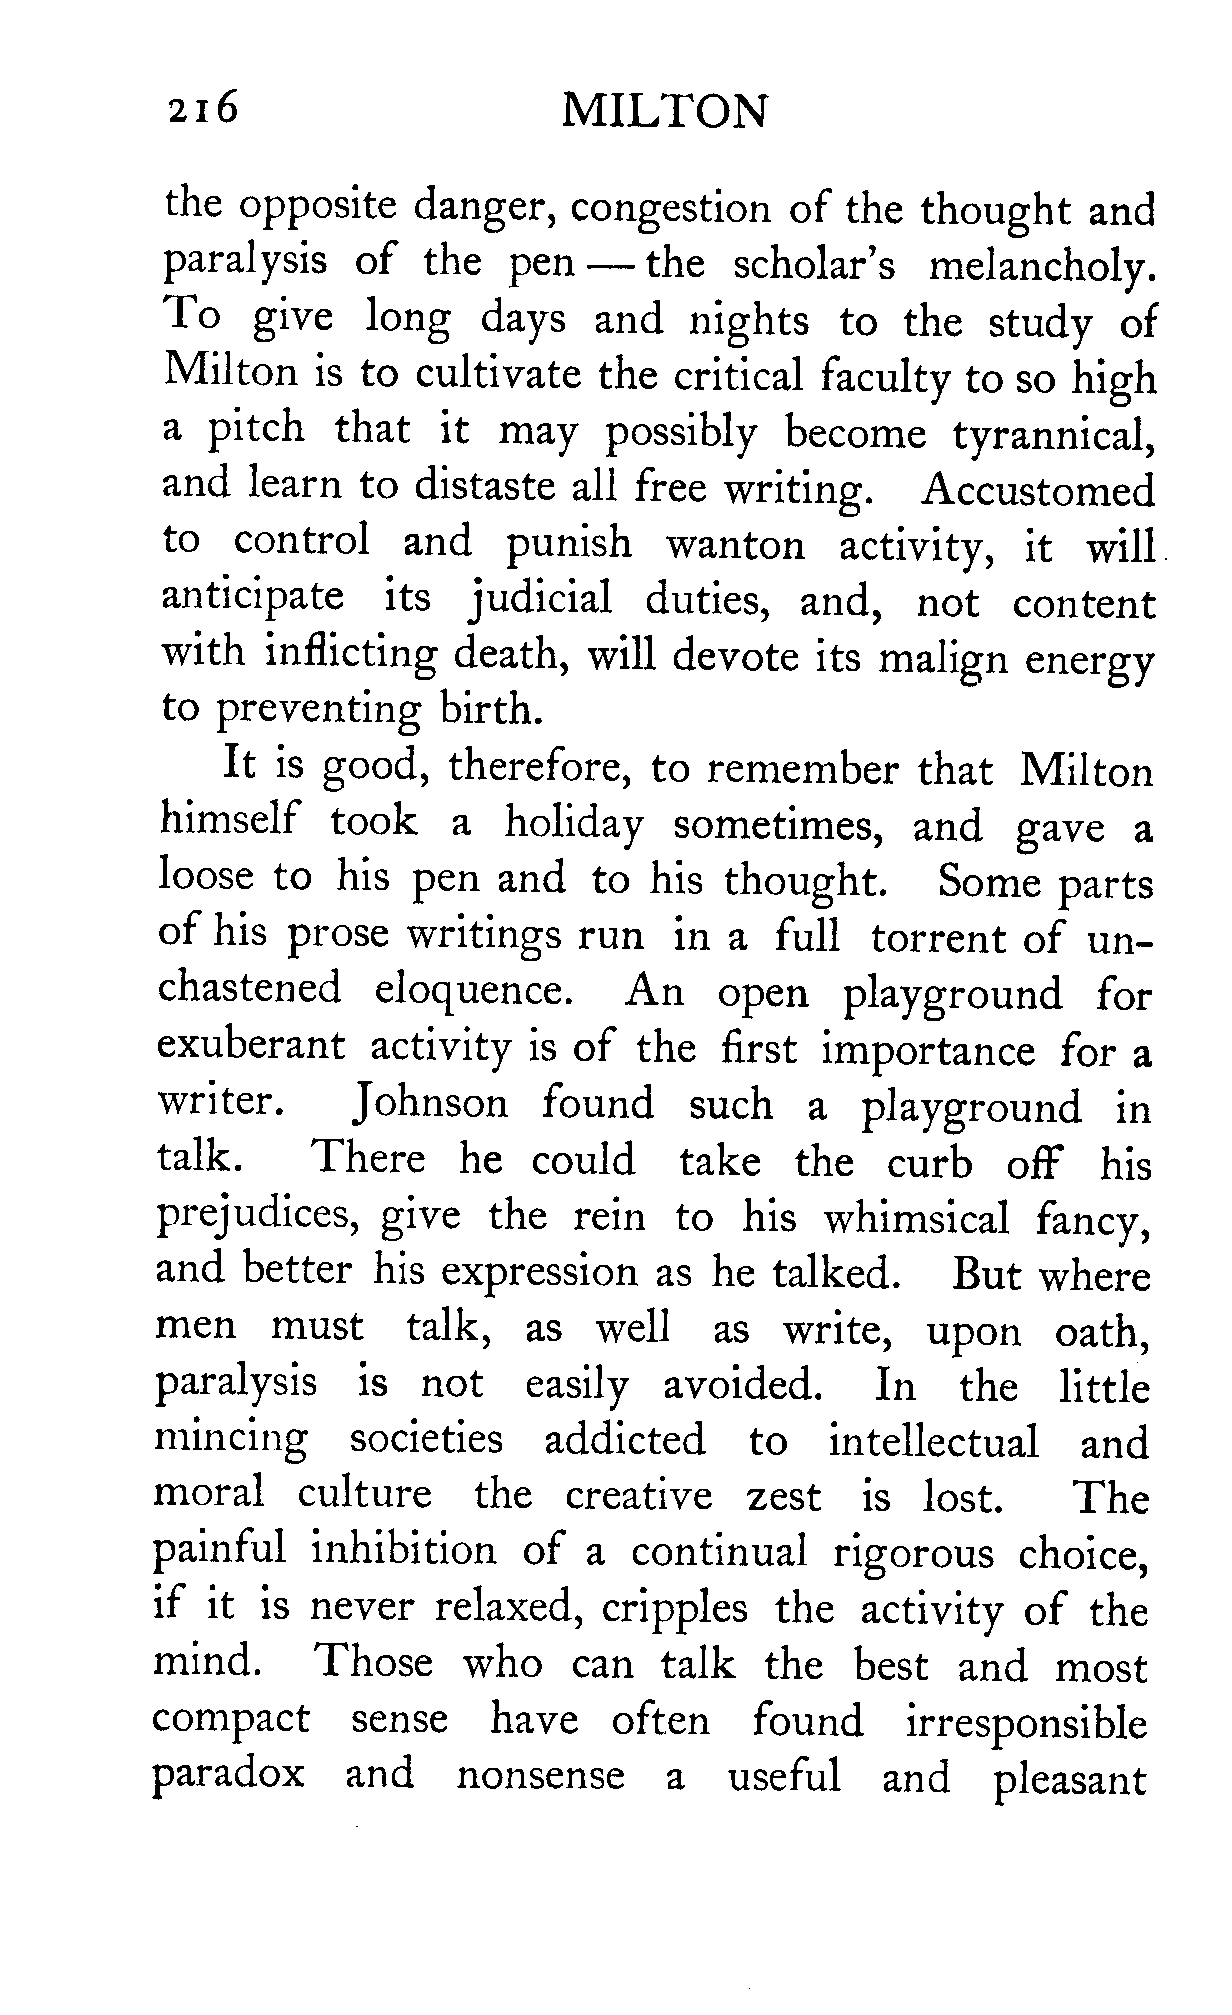 216 MILTON
the opposite danger, congestion of the thought and
paralysis of the pen — the scholar's melancholy.
To give long days and nights to the study of
Milton is to cultivate the critical faculty to so high
a pitch that it may possibly become tyrannical,
and learn to distaste all free writing. Accustomed
to control and punish wanton activity, it will
anticipate its judicial duties, and, not content
with inflicting death, will devote its malign energy
to preventing birth.
It is good, therefore, to remember that Milton
himself took a holiday sometimes, and gave a
loose to his pen and to his thought. Some parts
of his prose writings run in a full torrent of un-
chastened eloquence. An open playground for
exuberant activity is of the first importance for a
writer. Johnson found such a playground in
talk. There he could take the curb off his
prejudices, give the rein to his whimsical fancy,
and better his expression as he talked. But where
men must talk, as well as write, upon oath,
paralysis is not easily avoided. In the little
mincing societies addicted to intellectual and
moral culture the creative zest is lost. The
painful inhibition of a continual rigorous choice,
if it is never relaxed, cripples the activity of the
mind. Those who can talk the best and most
compact sense have often found irresponsible
paradox and nonsense a useful and pleasant